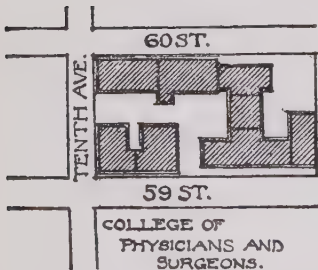 60 ST.
TENTH AVE.
59 ST.
COLLEGE OF
PHYSICIANS AND
SURGEONS.